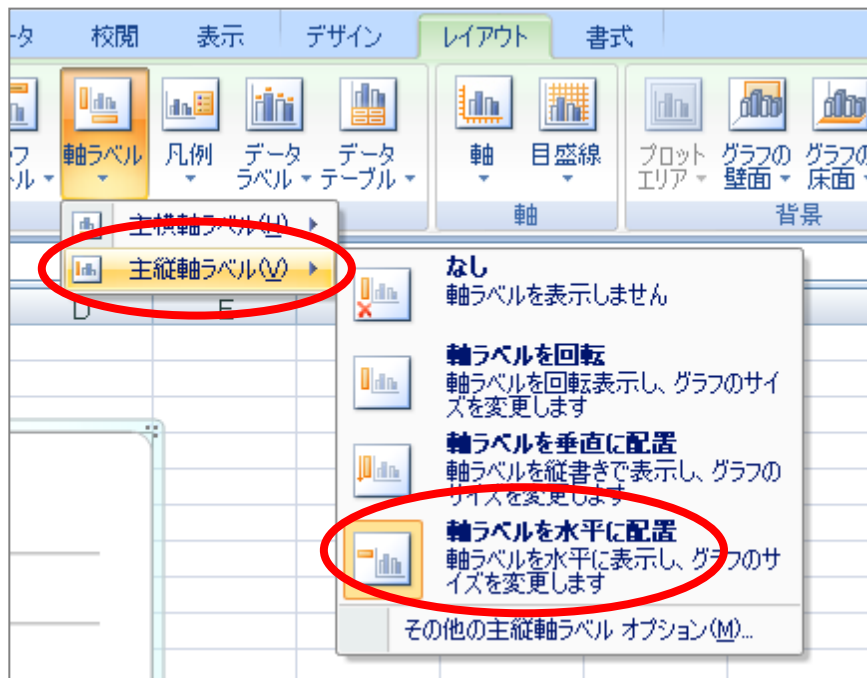 タ 校閲 表示 デザイン レイアウト 書式
軸ラベル 凡例 データ
ラベル データ
テーブル 軸 目盛線 プロット
エリア グラフの
壁面 グラフの
床面
軸 背景
主横軸ラベル(H)
主縦軸ラベル(V)
D E
なし
軸ラベルを表示しません
軸ラベルを回転
軸ラベルを回転表示し、グラフのサイ
ズを変更します
軸ラベルを垂直に配置
軸ラベルを縦書きで表示し、グラフの
サイズを変更します
軸ラベルを水平に配置
軸ラベルを水平に表示し、グラフのサ
イズを変更します
その他の主縦軸ラベル オプション(M)...